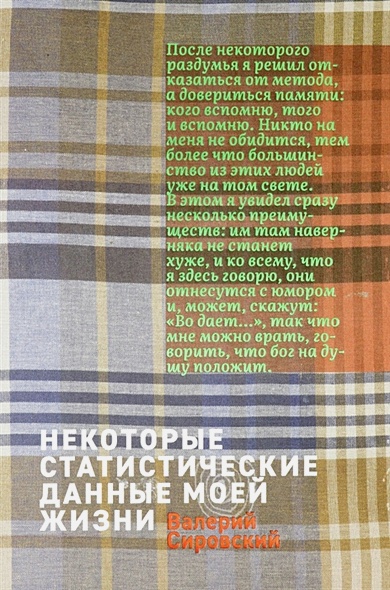 После некоторого
раздумья я решил от-
казаться от метода,
а довериться памяти:
кого вспомню, того
и вспомню. Никто на
меня не обидится, тем
более что большин-
ство из этих людей
уже на том свете.
В этом я увидел сразу
несколько преиму-
ществ: им там навер-
няка не станет
хуже, и ко всему, что
я здесь говорю, они
отнесутся с юмором
и, может, скажут:
«Во дает...», так что
мне можно врать, го-
ворить, что бог на ду-
шу положит.
НЕКОТОРЫЕ
СТАТИСТИЧЕСКИЕ
ДАННЫЕ МОЕЙ
ЖИЗНИ Валерий
Сировский